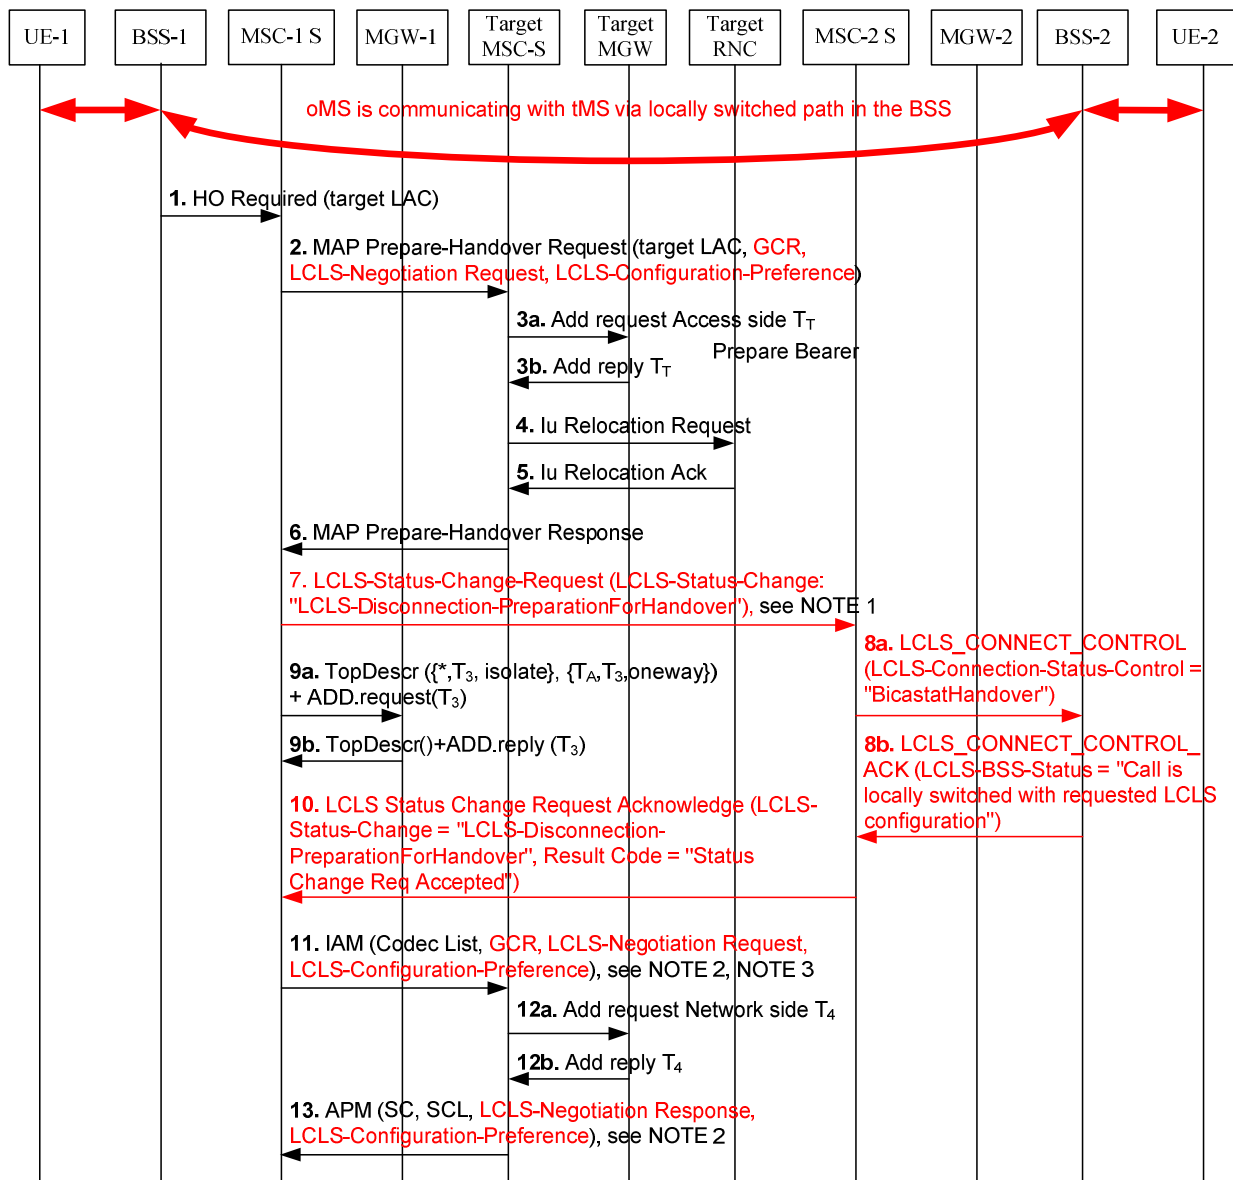 UE-1
BSS-1
MSC-1 S
MGW-1
Target
MSC-S
Target
MGW
Target
RNC
MSC-2 S
MGW-2
BSS-2
UE-2
oMS is communicating with tMS via locally switched path in the BSS
1. HO Required (target LAC)
2. MAP Prepare-Handover Request (target LAC, GCR,
LCLS-Negotiation Request, LCLS-Configuration-Preference)
3a. Add request Access side TT
Prepare Bearer
3b. Add reply TT
4. Iu Relocation Request
5. Iu Relocation Ack
6. MAP Prepare-Handover Response
7. LCLS-Status-Change-Request (LCLS-Status-Change:
"LCLS-Disconnection-PreparationForHandover"), see NOTE 1
8a. LCLS_CONNECT_CONTROL
(LCLS-Connection-Status-Control =
"BicastatHandover")
9a. TopDescr ({*,T3, isolate}, {TA,T3,oneway})
+ ADD.request(T3)
9b. TopDescr()+ADD.reply (T3)
8b. LCLS_CONNECT_CONTROL_
ACK (LCLS-BSS-Status = "Call is
locally switched with requested LCLS
configuration")
10. LCLS Status Change Request Acknowledge (LCLS-
Status-Change = "LCLS-Disconnection-
PreparationForHandover", Result Code = "Status
Change Req Accepted")
11. IAM (Codec List, GCR, LCLS-Negotiation Request,
LCLS-Configuration-Preference), see NOTE 2, NOTE 3
12a. Add request Network side T4
12b. Add reply T4
13. APM (SC, SCL, LCLS-Negotiation Response,
LCLS-Configuration-Preference), see NOTE 2